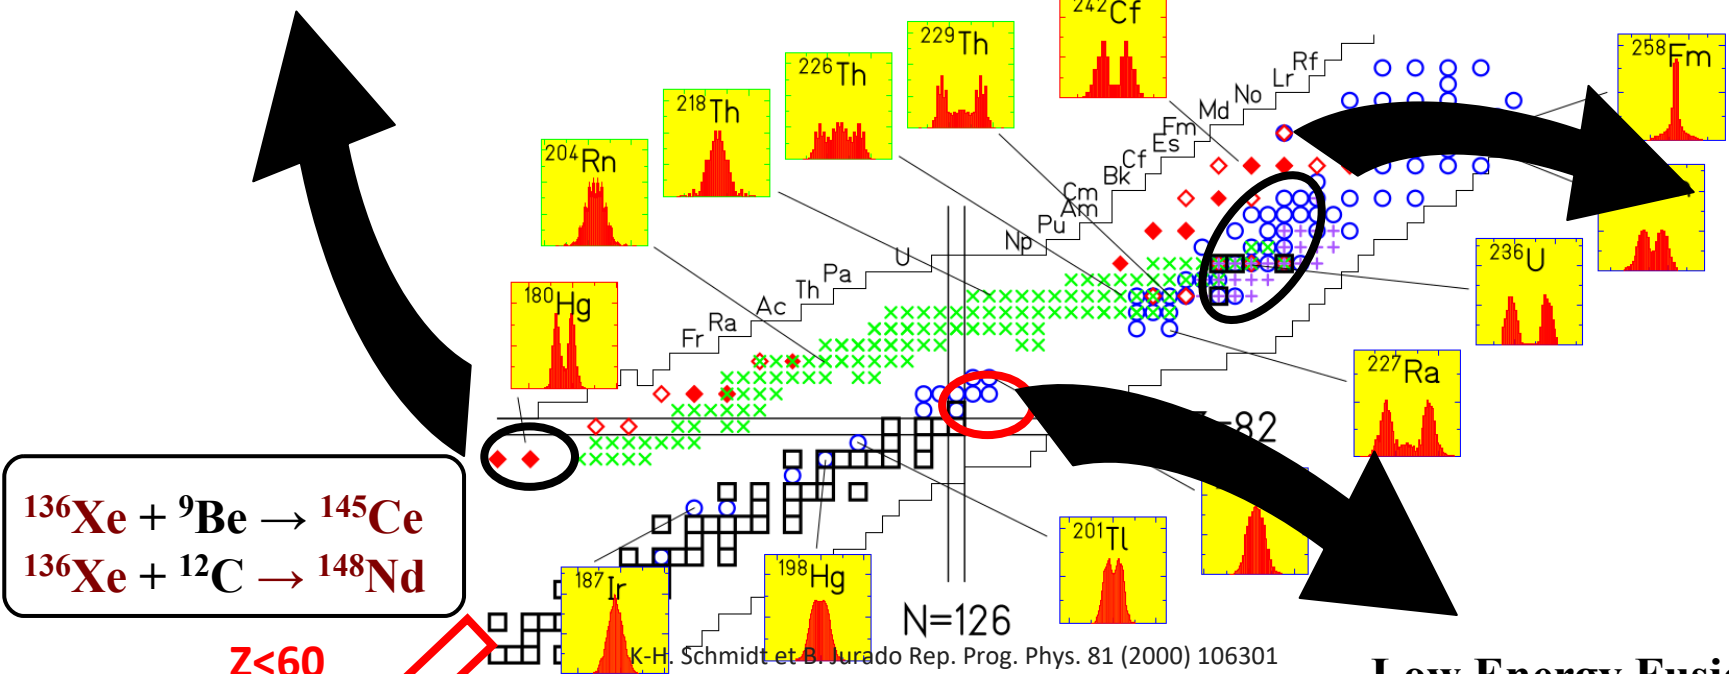 ²⁴²Cf
²²⁹Th
²⁵⁸Fm
²²⁶Th
²¹⁸Th
²⁰⁴Rn
Rf
Lr
No
Md
Fm
Es
Cf
Bk
Cm
Am
Pu
Np
U
Pa
Th
Ac
Ra
Fr
²³⁶U
¹⁸⁰Hg
²²⁷Ra
=82
¹³⁶Xe + ⁹Be → ¹⁴⁵Ce
¹³⁶Xe + ¹²C → ¹⁴⁸Nd
²⁰¹Tl
¹⁹⁸Hg
¹⁸⁷Ir
N=126
Z<60
K-H. Schmidt et B. Jurado Rep. Prog. Phys. 81 (2000) 106301
Low Energy